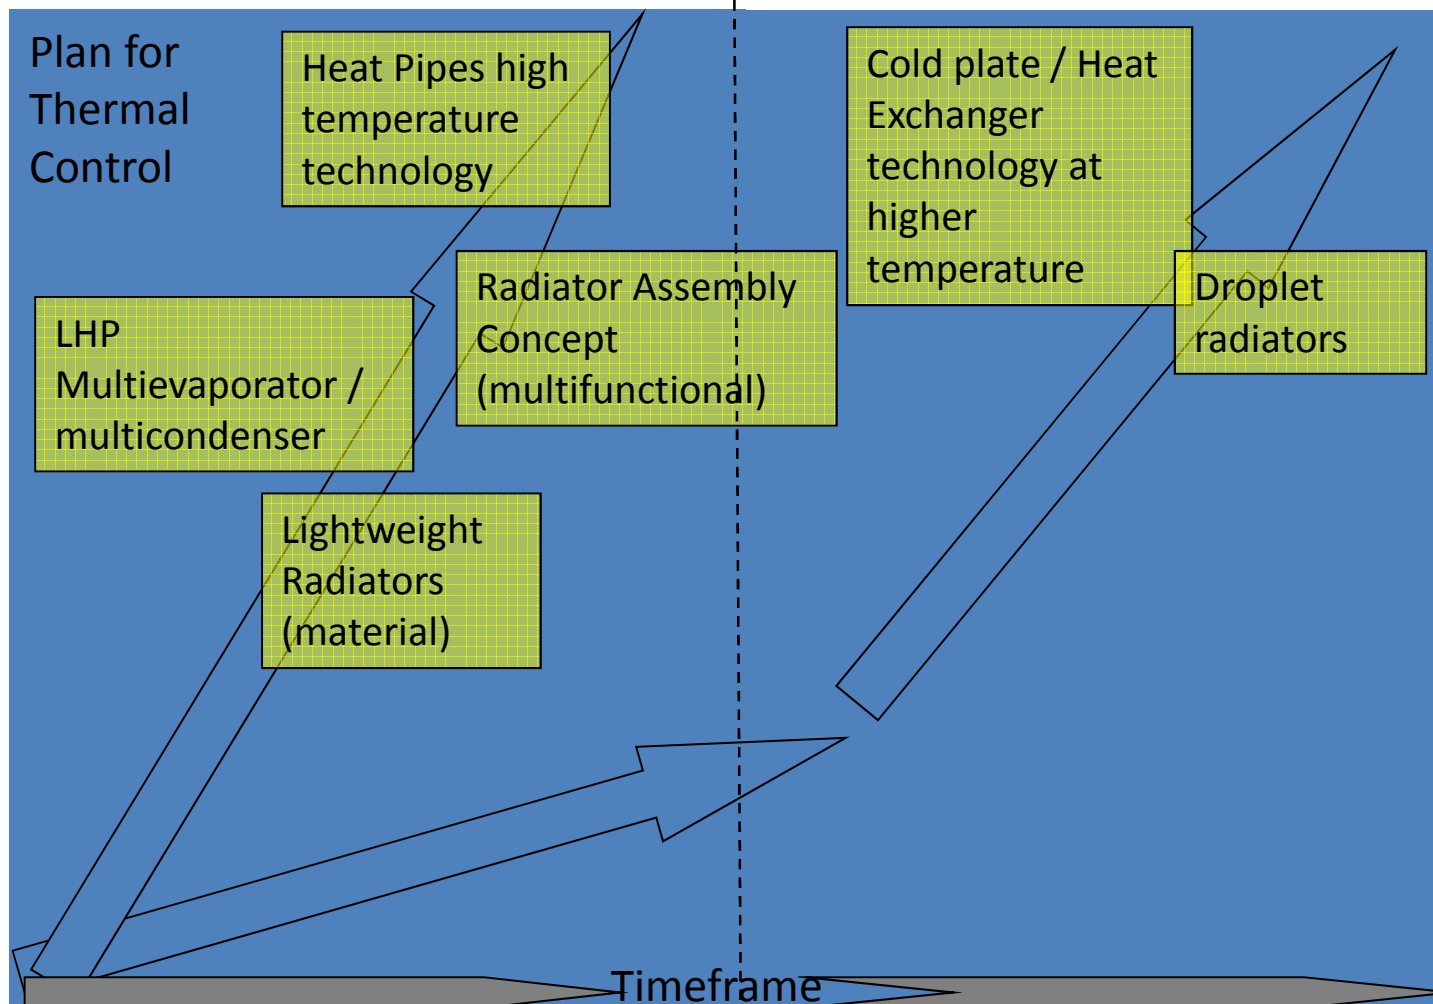 Plan for
Thermal
Control
Heat Pipes high
temperature
technology
Cold plate / Heat
Exchanger
technology at
higher
temperature
LHP
Multievaporator /
multicondenser
Radiator Assembly
Concept
(multifunctional)
Droplet
radiators
Lightweight
Radiators
(material)
Timeframe